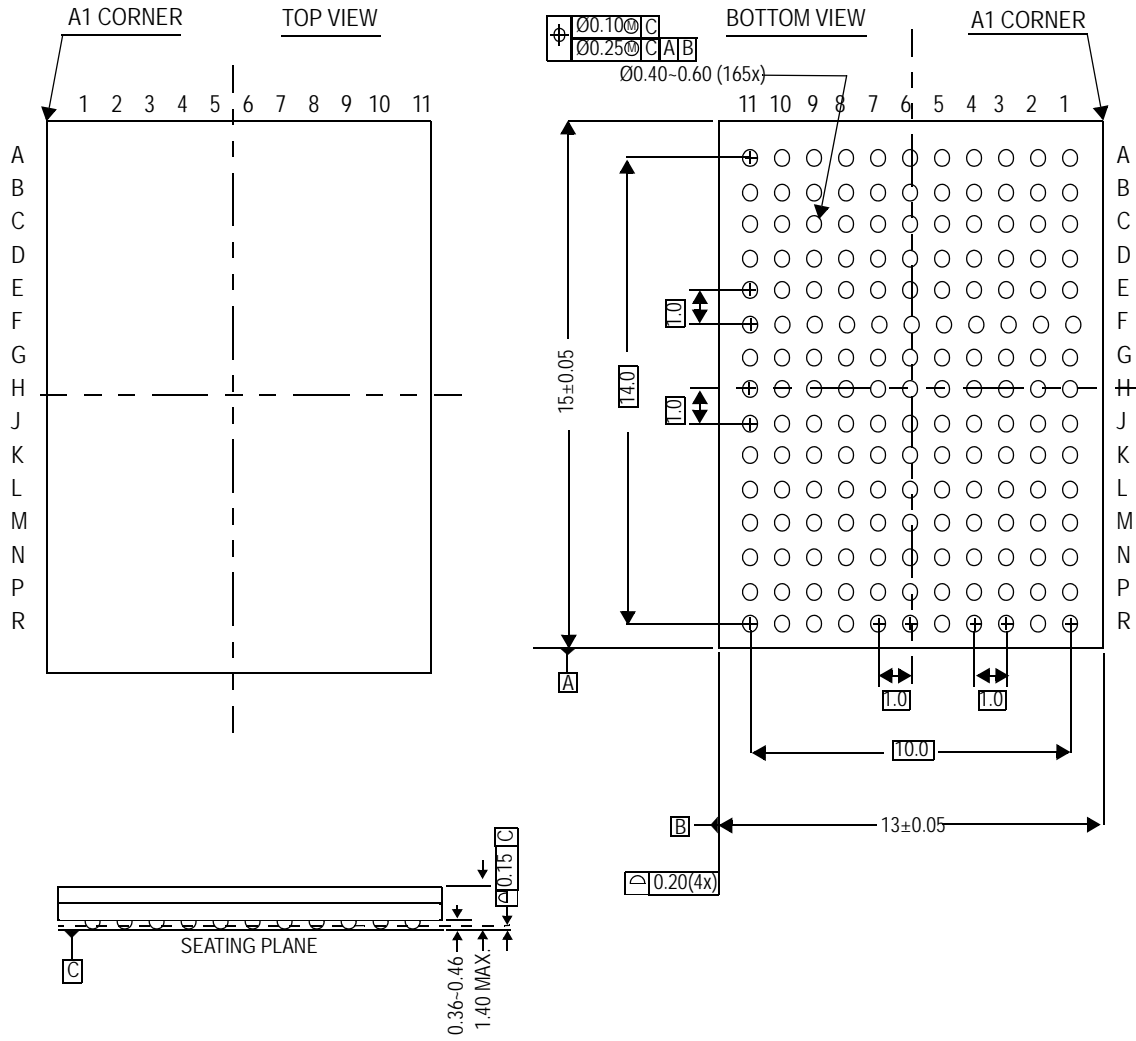 A1 CORNER
TOP VIEW
1 2 3 4 5 6 7 8 9 10 11
A
B
C
D
E
F
G
H
J
K
L
M
N
P
R
Ø0.10Ⓜ C
Ø0.25Ⓜ C A B
Ø0.40~0.60 (165x)
BOTTOM VIEW
A1 CORNER
11 10 9 8 7 6 5 4 3 2 1
A
B
C
D
E
F
G
H
J
K
L
M
N
P
R
15±0.05
14.0
1.0
1.0
A
1.0
1.0
10.0
B
13±0.05
0.20(4x)
0.15 C
SEATING PLANE
C
0.36~0.46
1.40 MAX.